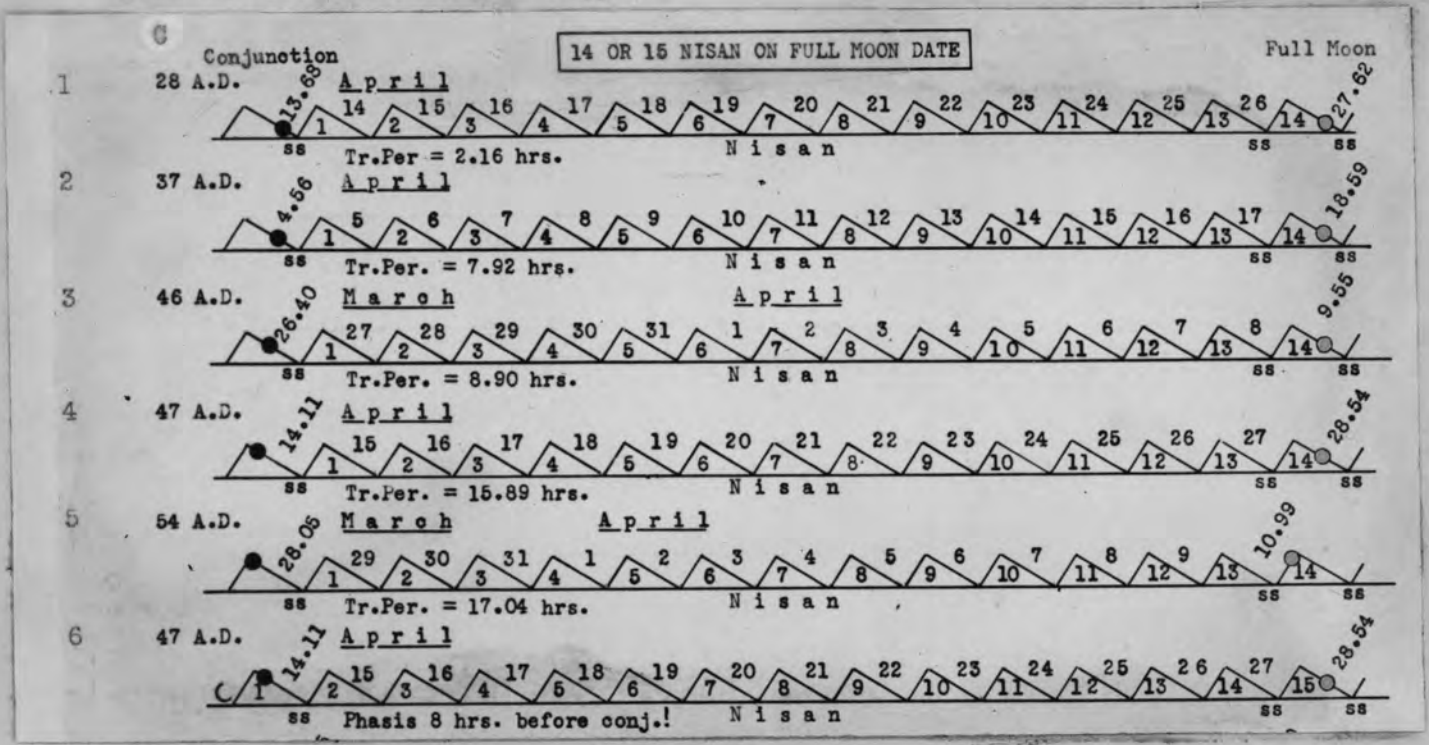 C
Conjunction 14 OR 15 NISAN ON FULL MOON DATE Full Moon
1 28 A.D. 13.68 April 27.62
14 15 16 17 18 19 20 21 22 23 24 25 26
1 2 3 4 5 6 7 8 9 10 11 12 13 14
ss Tr.Per = 2.16 hrs. Nisan ss ss
2 37 A.D. 4.56 April 18.59
5 6 7 8 9 10 11 12 13 14 15 16 17
1 2 3 4 5 6 7 8 9 10 11 12 13 14
ss Tr.Per. = 7.92 hrs. Nisan ss ss
3 46 A.D. 26.40 March April 9.55
27 28 29 30 31 1 2 3 4 5 6 7 8
1 2 3 4 5 6 7 8 9 10 11 12 13 14
ss Tr.Per. = 8.90 hrs. Nisan ss ss
4 47 A.D. 14.11 April 28.54
15 16 17 18 19 20 21 22 23 24 25 26 27
1 2 3 4 5 6 7 8 9 10 11 12 13 14
ss Tr.Per. = 15.89 hrs. Nisan ss ss
5 54 A.D. 28.05 March April 10.99
29 30 31 1 2 3 4 5 6 7 8 9
1 2 3 4 5 6 7 8 9 10 11 12 13 14
ss Tr.Per. = 17.04 hrs. Nisan ss ss
6 47 A.D. 14.11 April 28.54
15 16 17 18 19 20 21 22 23 24 25 26 27
1 2 3 4 5 6 7 8 9 10 11 12 13 14 15
ss Phasis 8 hrs. before conj.! Nisan ss ss